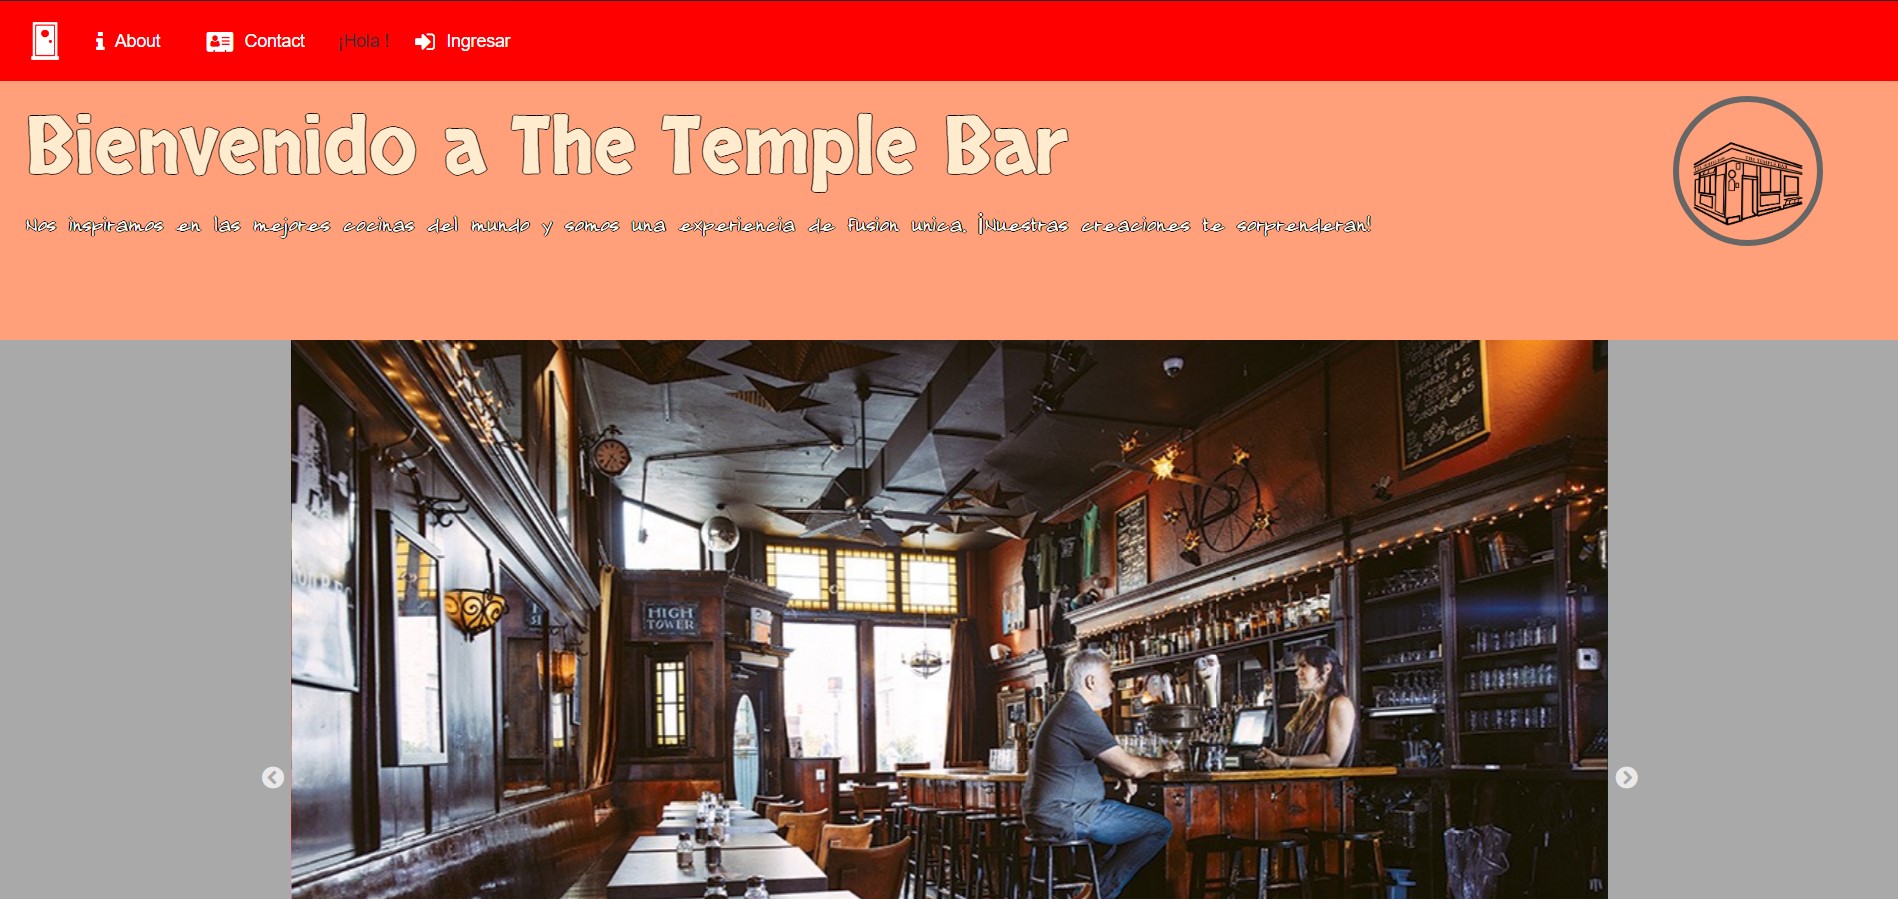 About Contact ¡Hola ! Ingresar
Bienvenido a The Temple Bar
Nos inspiramos en las mejores cocinas del mundo y somos una experiencia de fusion unica. ¡Nuestras creaciones te sorprenderan!
HIGH
TOWER